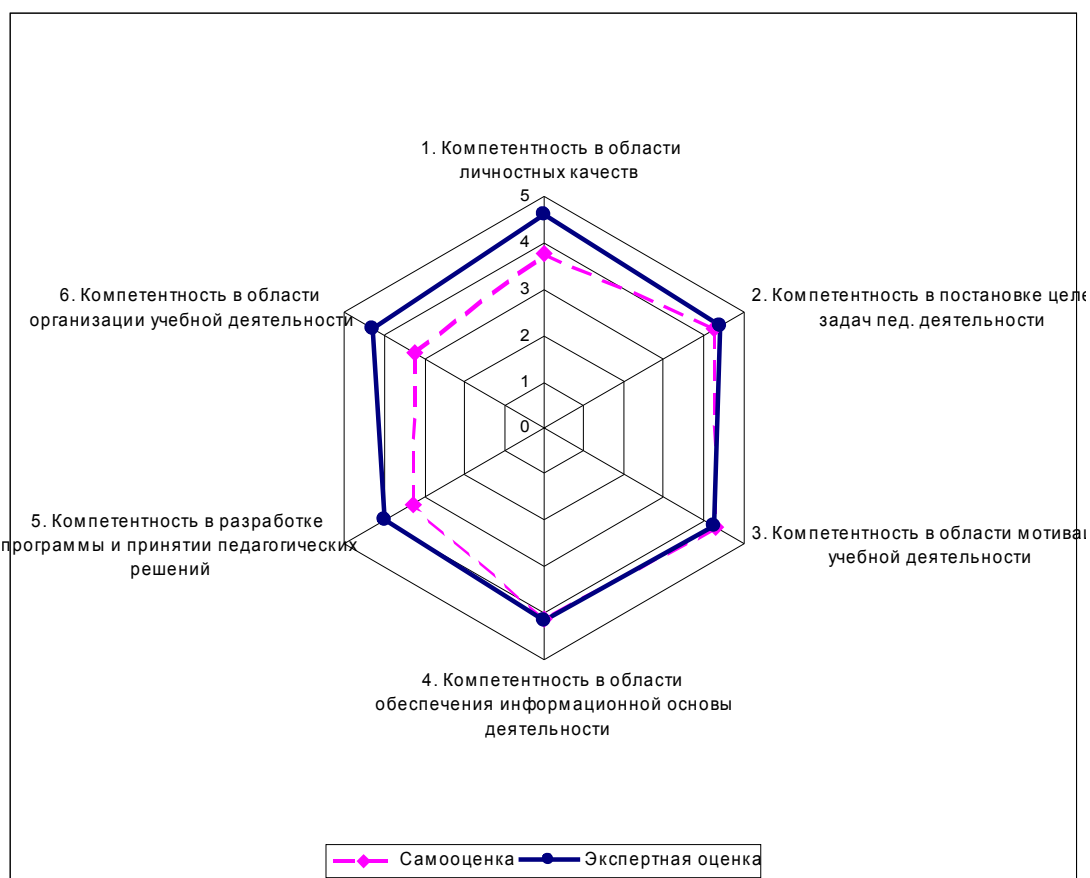 1. Компетентность в области
личностных качеств
5
4
3
2
1
0
2. Компетентность в постановке целе
задач пед. деятельности
3. Компетентность в области мотивац
учебной деятельности
4. Компетентность в области
обеспечения информационной основы
деятельности
5. Компетентность в разработке
программы и принятии педагогических
решений
6. Компетентность в области
организации учебной деятельности
Самооценка
Экспертная оценка